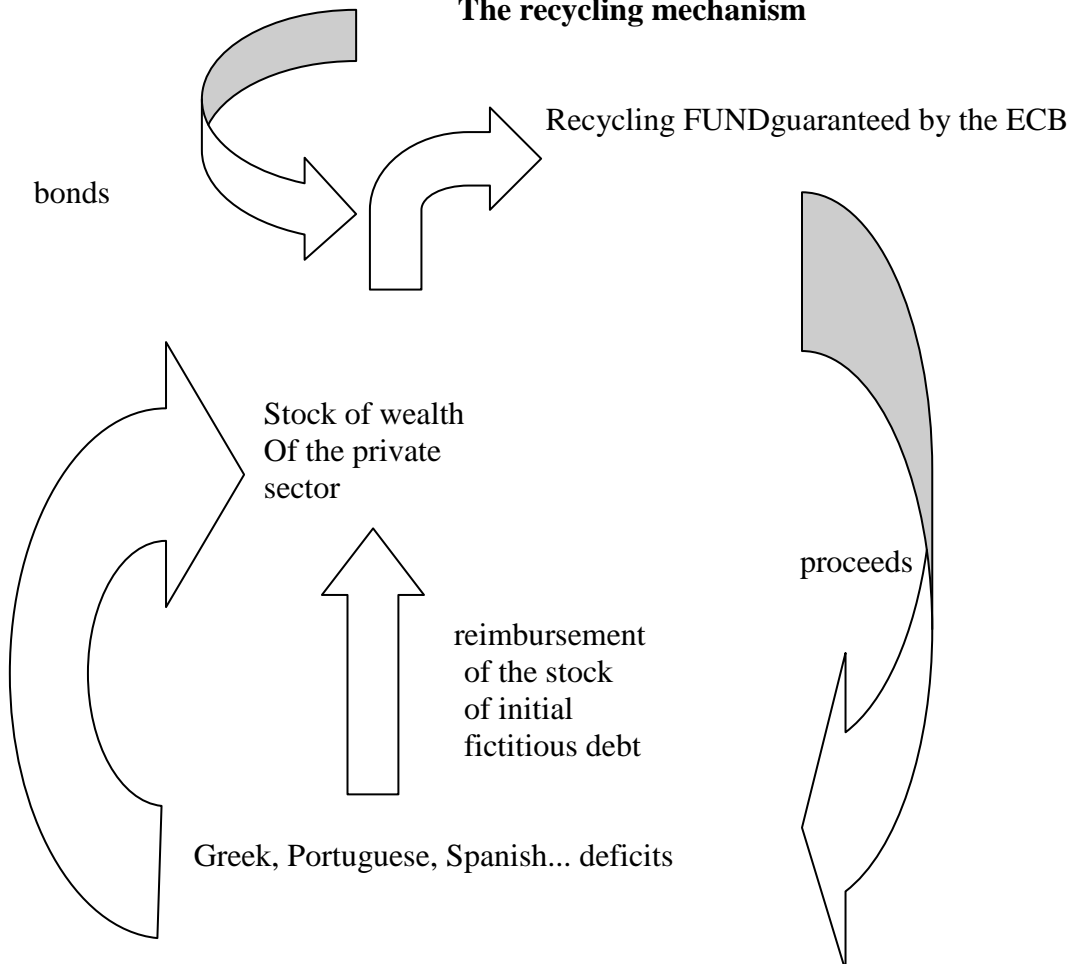 The recycling mechanism
Recycling FUNDguaranteed by the ECB
bonds
Stock of wealth
Of the private
sector
proceeds
reimbursement
of the stock
of initial
fictitious debt
Greek, Portuguese, Spanish... deficits